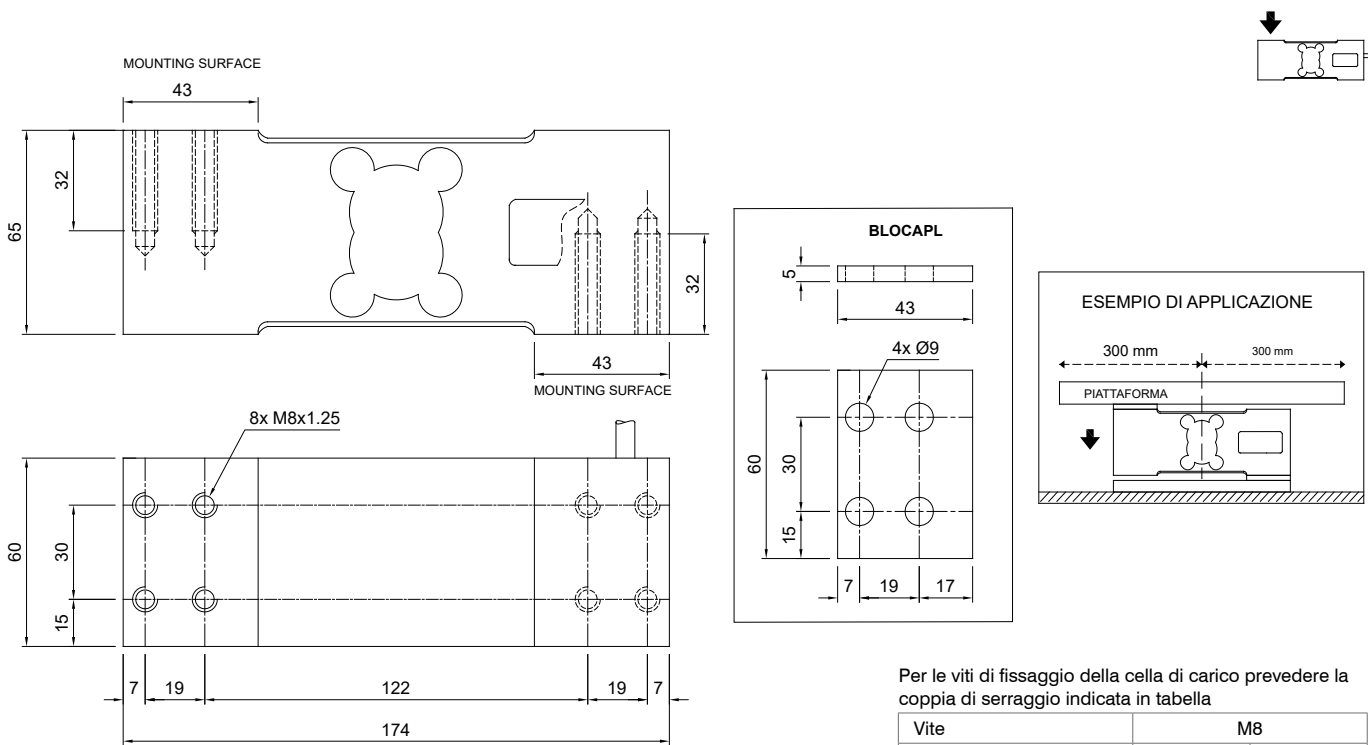 MOUNTING SURFACE
43
32
65
32
43
MOUNTING SURFACE
8x M8x1.25
60
30
15
7 19 122 19 7
174
BLOCAPL
5
43
4x Ø9
60
30
15
7 19 17
ESEMPIO DI APPLICAZIONE
300 mm 300 mm
PIATTAFORMA
Per le viti di fissaggio della cella di carico prevedere la
coppia di serraggio indicata in tabella
Vite M8